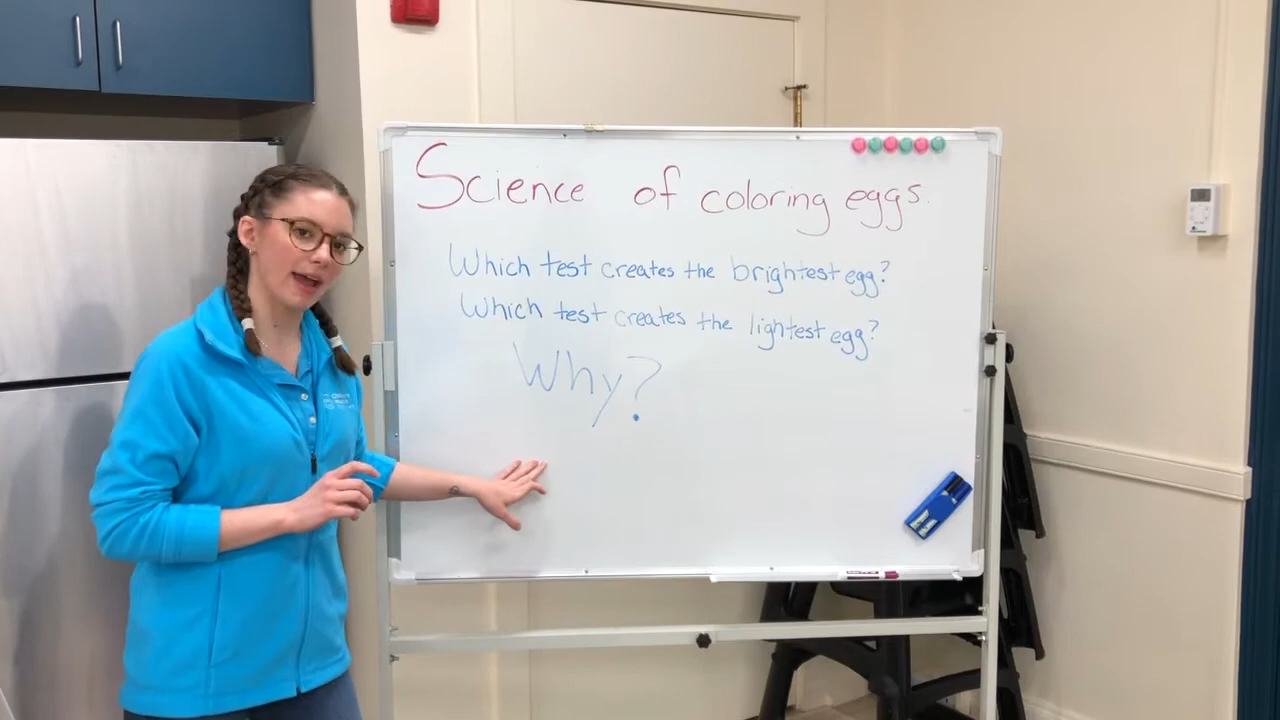 Science of coloring eggs.
Which test creates the brightest egg?
Which test creates the lightest egg?
Why?